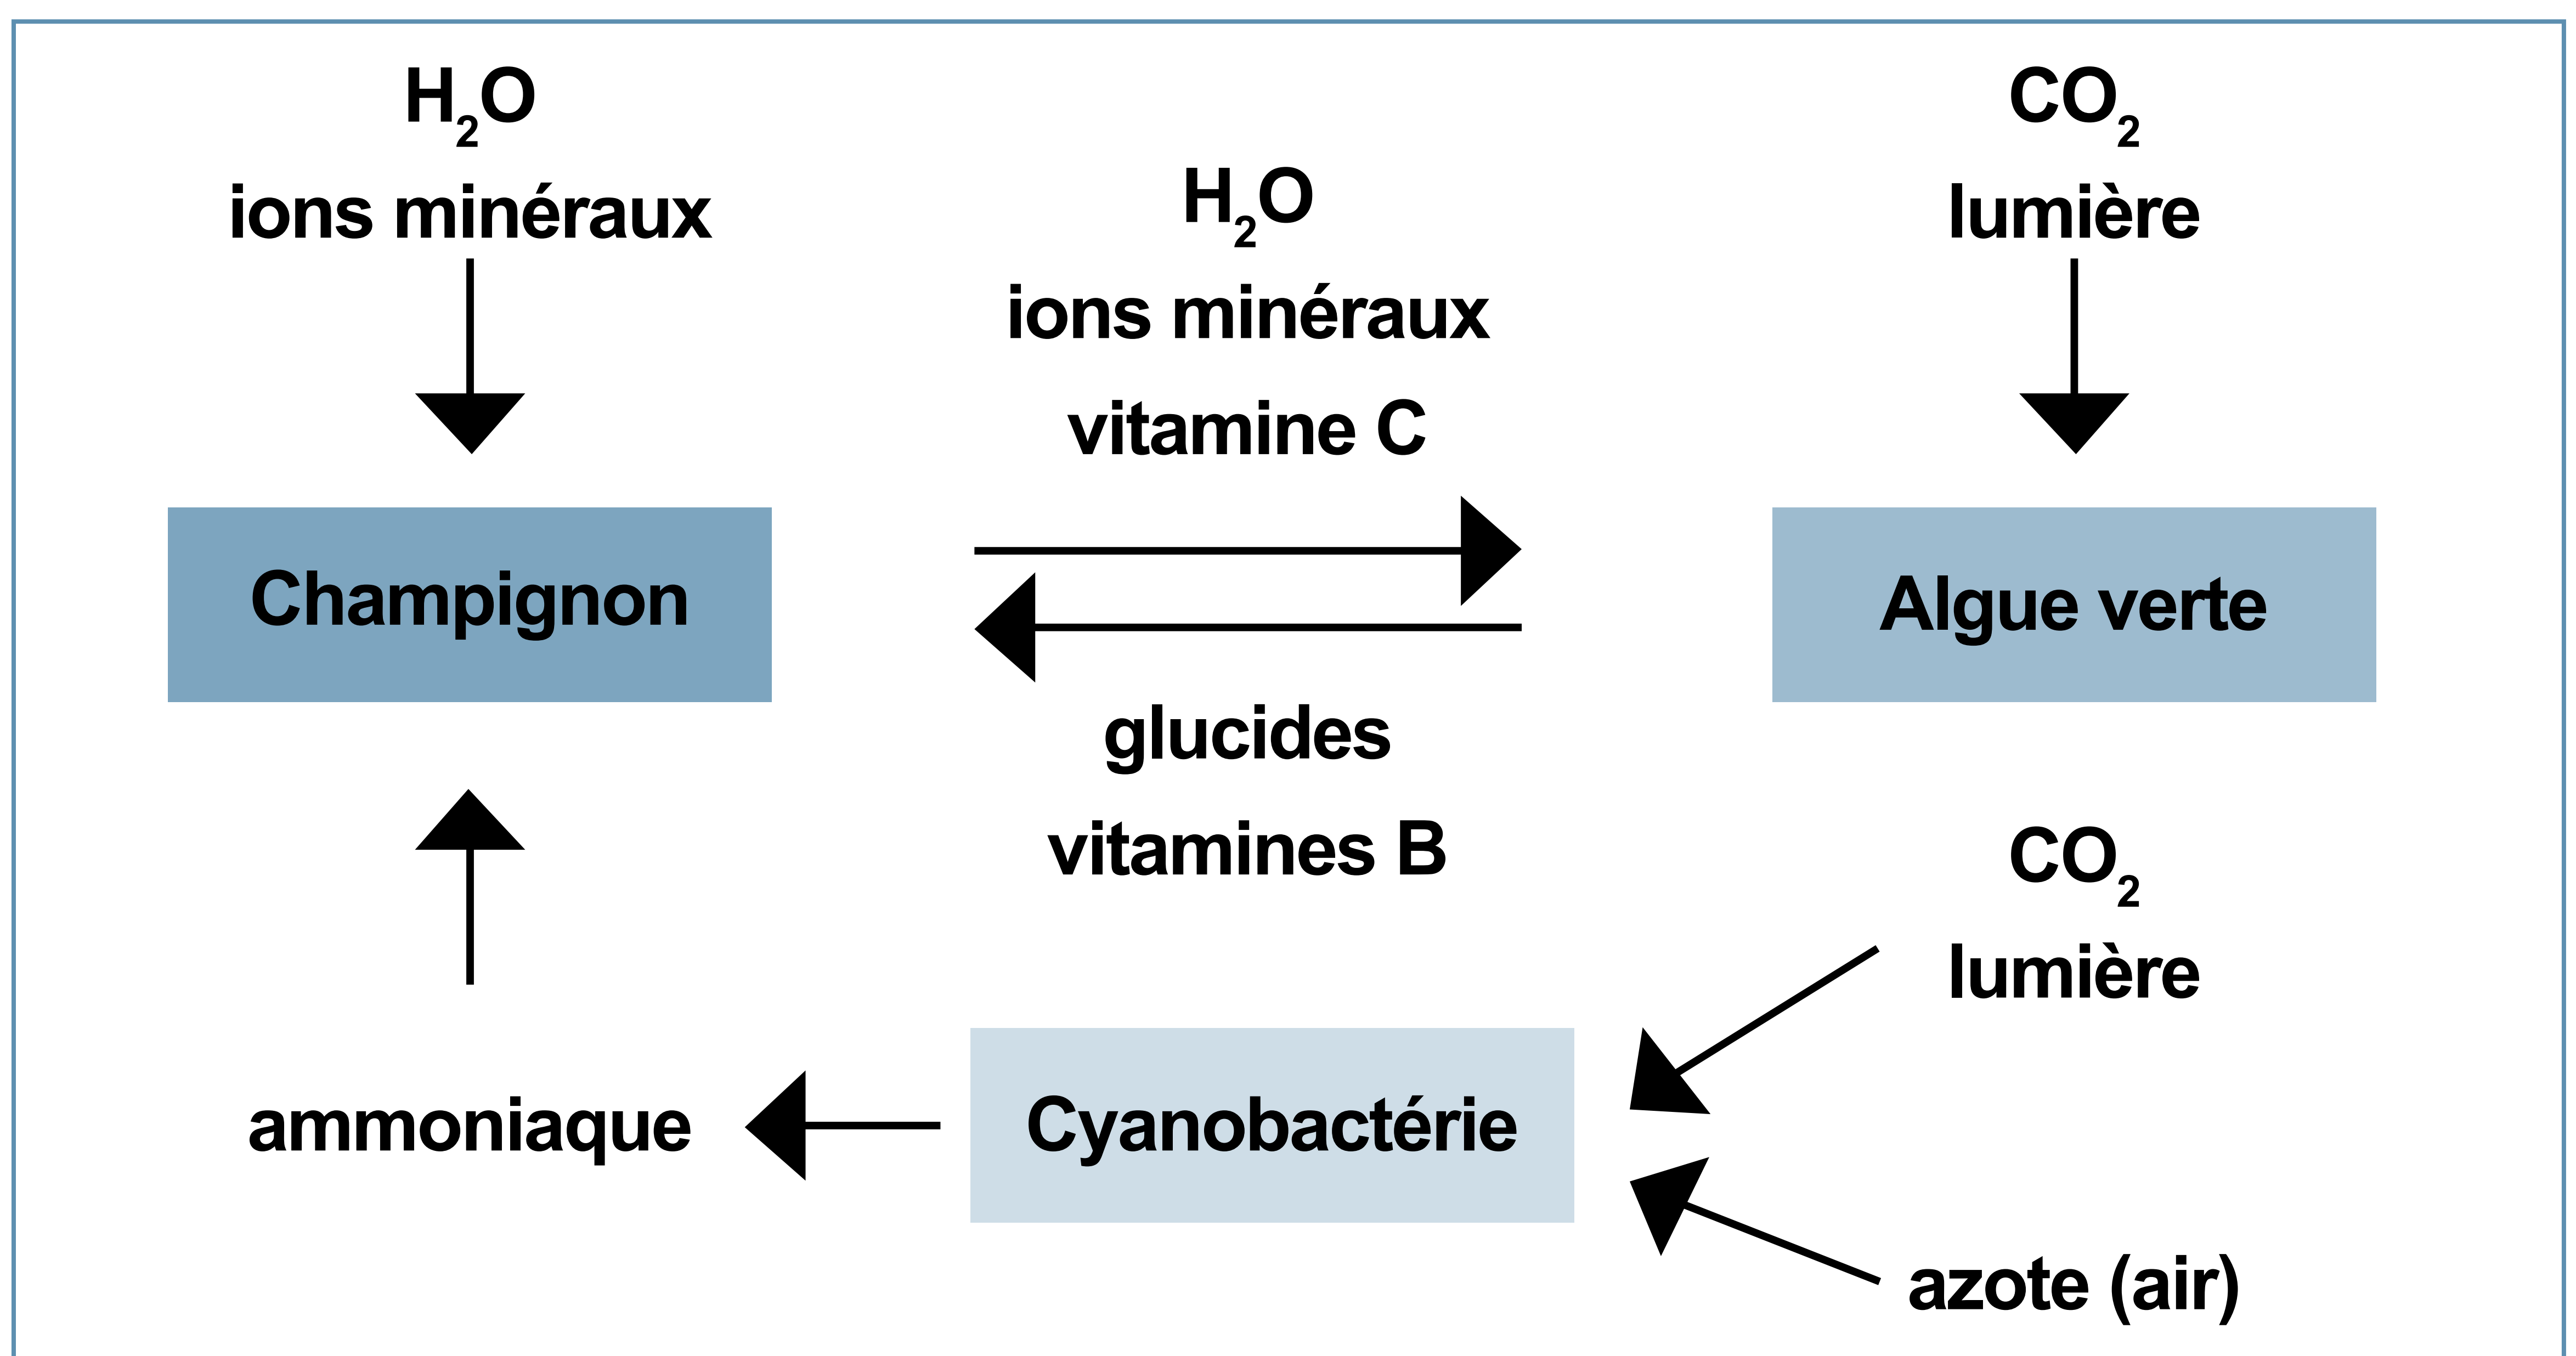 H₂O
ions minéraux
CO₂
lumière
H₂O
ions minéraux
vitamine C
Champignon
Algue verte
glucides
vitamines B
CO₂
lumière
ammoniaque
Cyanobactérie
azote (air)